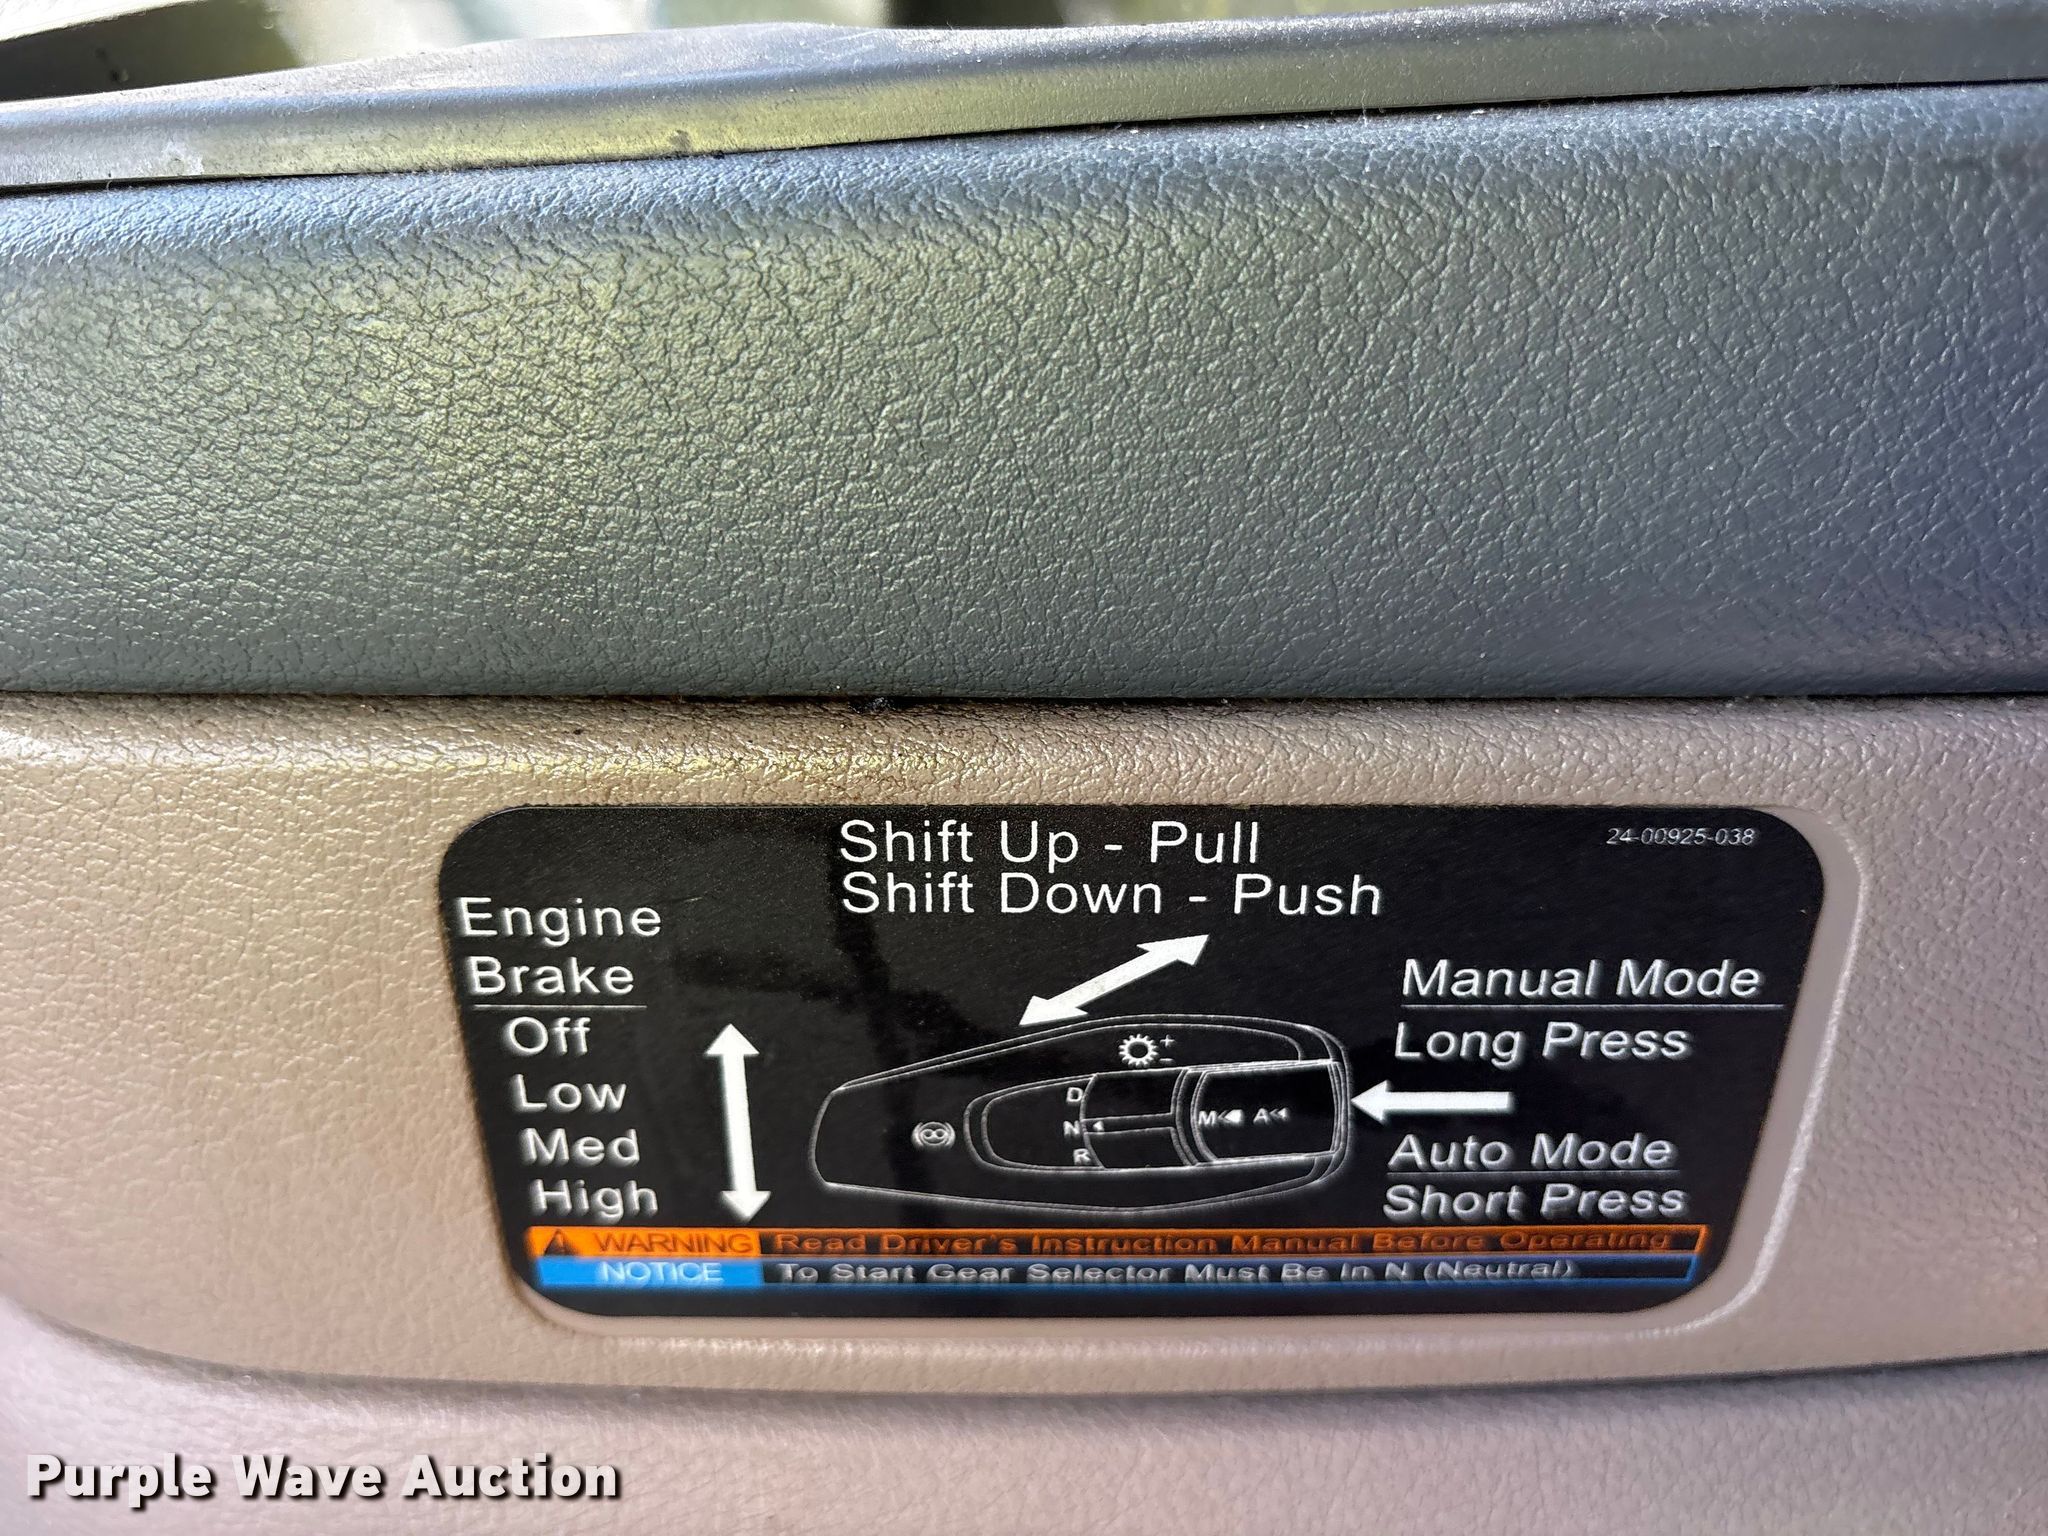 Shift Up - Pull
24-00925-038
Shift Down - Push
Engine
Brake
Off
Low
Med
High
Manual Mode
Long Press
Auto Mode
Short Press
+
-
D
N
R
M
A
WARNING Read Driver's Instruction Manual Before Operating
NOTICE To Start Gear Selector Must Be In N (Neutral)
Purple Wave Auction